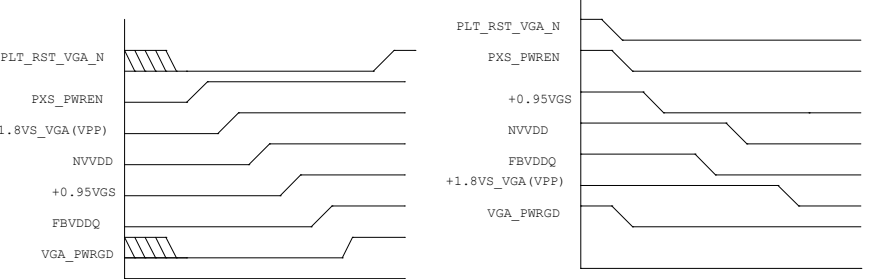 PLT_RST_VGA_N
PXS_PWREN
1.8VS_VGA(VPP)
NVVDD
+0.95VGS
FBVDDQ
VGA_PWRGD
PLT_RST_VGA_N
PXS_PWREN
+0.95VGS
NVVDD
FBVDDQ
+1.8VS_VGA(VPP)
VGA_PWRGD